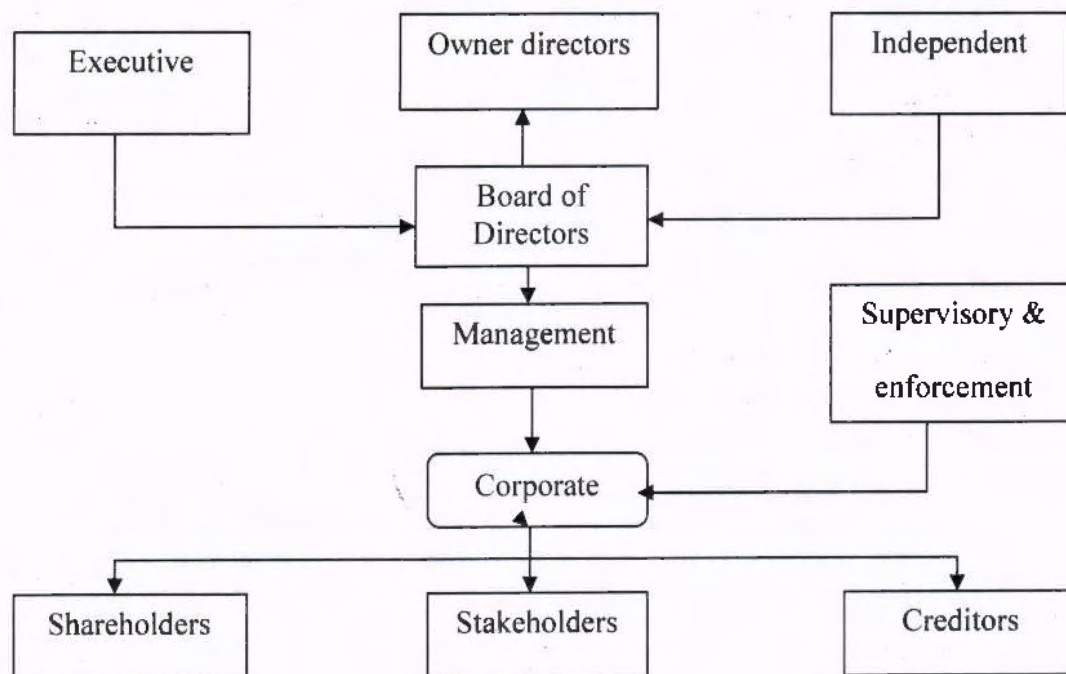 Executive
Owner directors
Independent
Board of
Directors
Management
Supervisory &
enforcement
Corporate
Shareholders
Stakeholders
Creditors